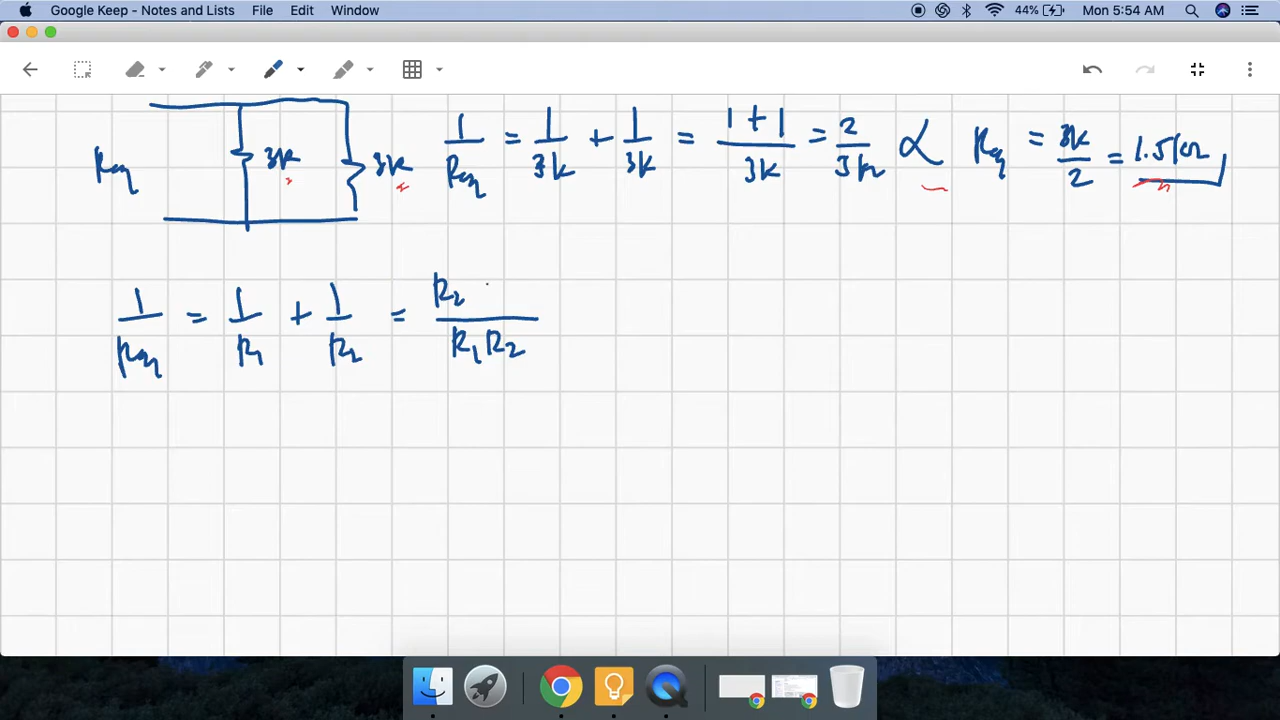 Google Keep - Notes and Lists File Edit Window 44% Mon 5:54 AM
Req 3k 3k 1/Req = 1/3k + 1/3k = 1+1/3k = 2/3k α Req = 3k/2 = 1.5kΩ
1/Req = 1/R1 + 1/R2 = R2/R1R2